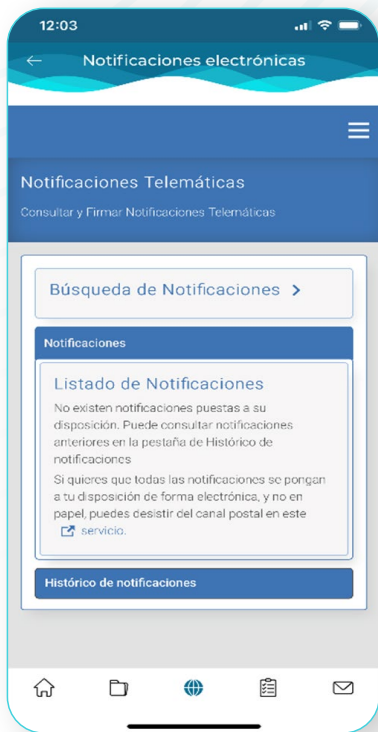 12:03
Notificaciones electrónicas
Notificaciones Telemáticas
Consultar y Firmar Notificaciones Telemáticas
Búsqueda de Notificaciones
Notificaciones
Listado de Notificaciones
No existen notificaciones puestas a su
disposición. Puede consultar notificaciones
anteriores en la pestaña de Histórico de
notificaciones
Si quieres que todas las notificaciones se pongan
a tu disposición de forma electrónica, y no en
papel, puedes desistir del canal postal en este
servicio.
Histórico de notificaciones